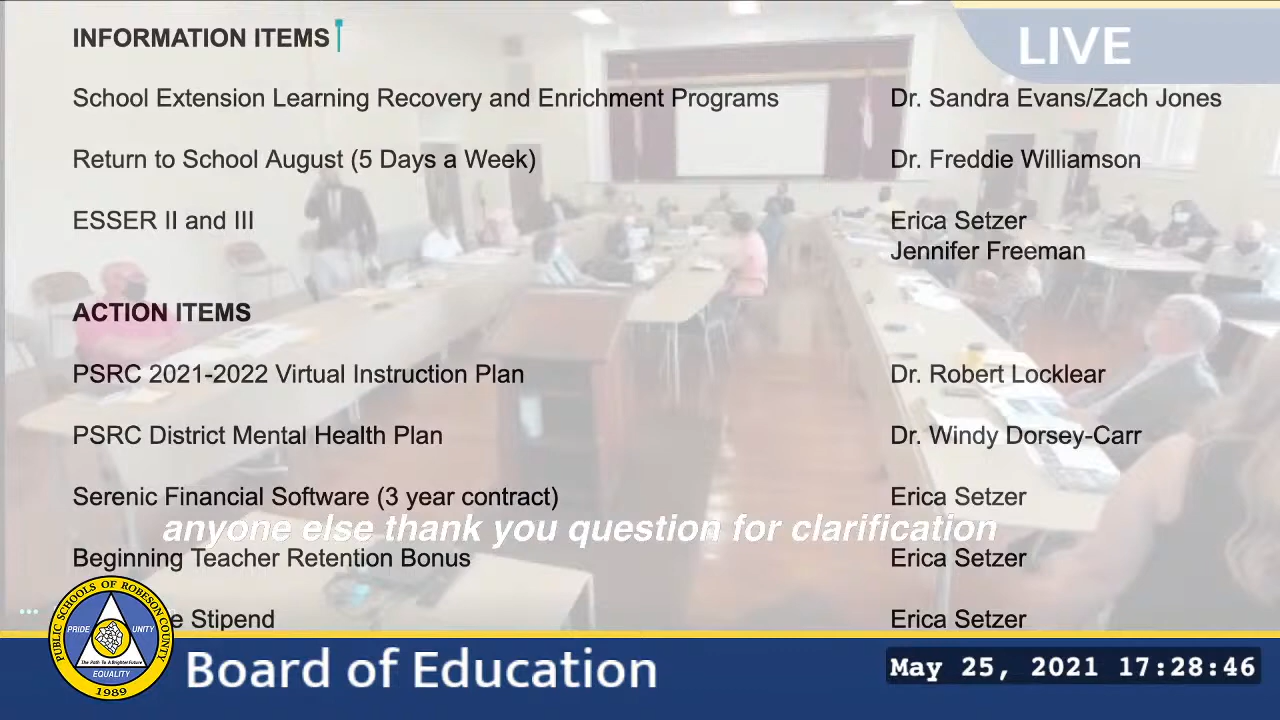 INFORMATION ITEMS
LIVE
School Extension Learning Recovery and Enrichment Programs Dr. Sandra Evans/Zach Jones
Return to School August (5 Days a Week) Dr. Freddie Williamson
ESSER II and III Erica Setzer
Jennifer Freeman
ACTION ITEMS
PSRC 2021-2022 Virtual Instruction Plan Dr. Robert Locklear
PSRC District Mental Health Plan Dr. Windy Dorsey-Carr
Serenic Financial Software (3 year contract) Erica Setzer
anyone else thank you question for clarification
Beginning Teacher Retention Bonus Erica Setzer
e Stipend Erica Setzer
PUBLIC SCHOOLS OF ROBESON COUNTY
PRIDE UNITY
The Path To A Brighter Future
EQUALITY
1989
Board of Education
May 25, 2021 17:28:46